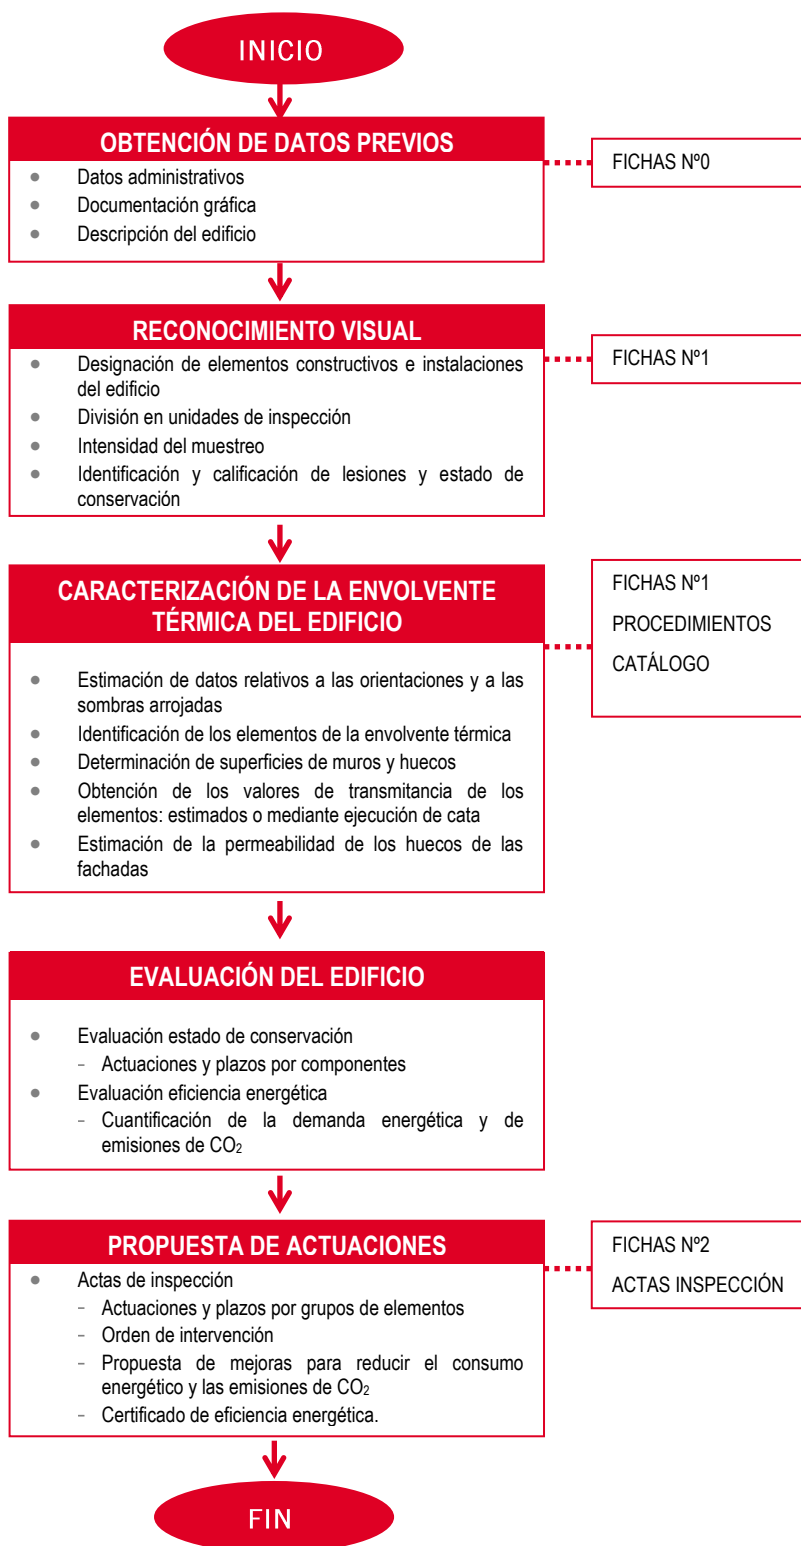 INICIO
OBTENCIÓN DE DATOS PREVIOS
● Datos administrativos
● Documentación gráfica
● Descripción del edificio
FICHAS Nº0
RECONOCIMIENTO VISUAL
● Designación de elementos constructivos e instalaciones
del edificio
● División en unidades de inspección
● Intensidad del muestreo
● Identificación y calificación de lesiones y estado de
conservación
FICHAS Nº1
CARACTERIZACIÓN DE LA ENVOLVENTE
TÉRMICA DEL EDIFICIO
● Estimación de datos relativos a las orientaciones y a las
sombras arrojadas
● Identificación de los elementos de la envolvente térmica
● Determinación de superficies de muros y huecos
● Obtención de los valores de transmitancia de los
elementos: estimados o mediante ejecución de cata
● Estimación de la permeabilidad de los huecos de las
fachadas
FICHAS Nº1
PROCEDIMIENTOS
CATÁLOGO
EVALUACIÓN DEL EDIFICIO
● Evaluación estado de conservación
- Actuaciones y plazos por componentes
● Evaluación eficiencia energética
- Cuantificación de la demanda energética y de
emisiones de CO₂
PROPUESTA DE ACTUACIONES
● Actas de inspección
- Actuaciones y plazos por grupos de elementos
- Orden de intervención
- Propuesta de mejoras para reducir el consumo
energético y las emisiones de CO₂
- Certificado de eficiencia energética.
FICHAS Nº2
ACTAS INSPECCIÓN
FIN